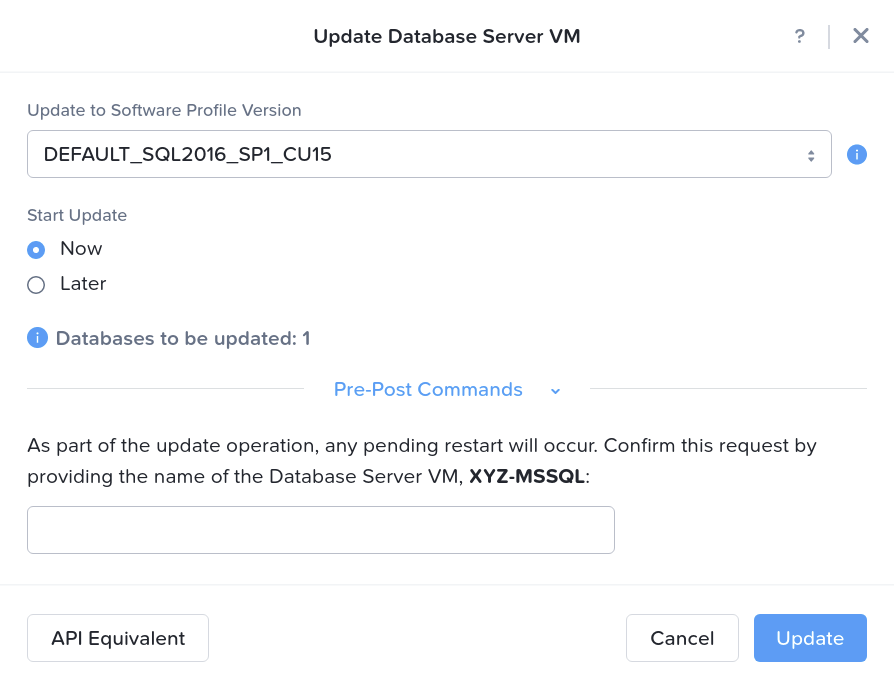 Update Database Server VM
?
Update to Software Profile Version
DEFAULT_SQL2016_SP1_CU15
i
Start Update
Now
Later
i Databases to be updated: 1
Pre-Post Commands
As part of the update operation, any pending restart will occur. Confirm this request by
providing the name of the Database Server VM, XYZ-MSSQL:
API Equivalent
Cancel
Update